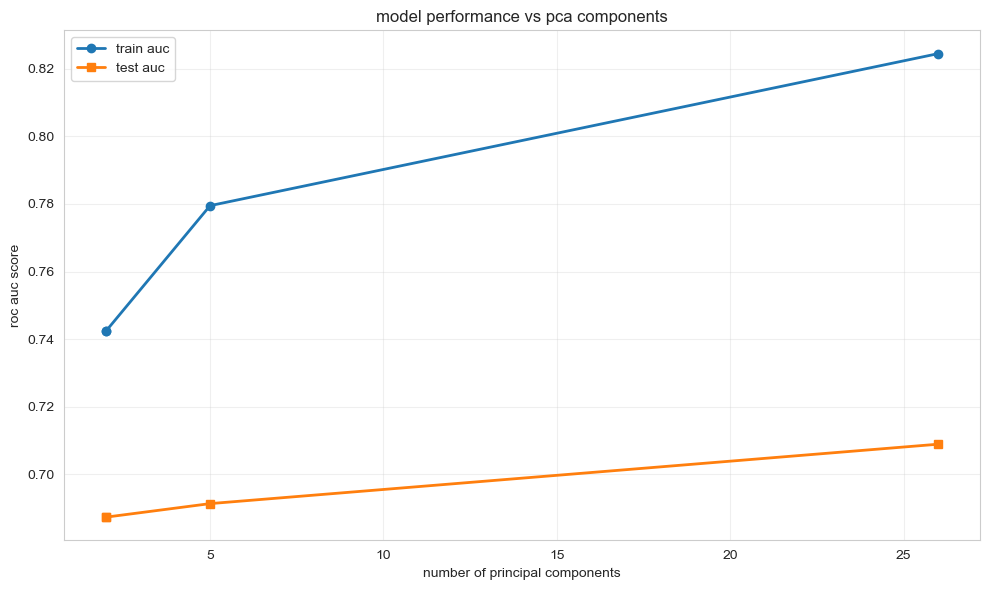 model performance vs pca components
train auc
test auc
roc auc score
0.82
0.80
0.78
0.76
0.74
0.72
0.70
5
10
15
20
25
number of principal components